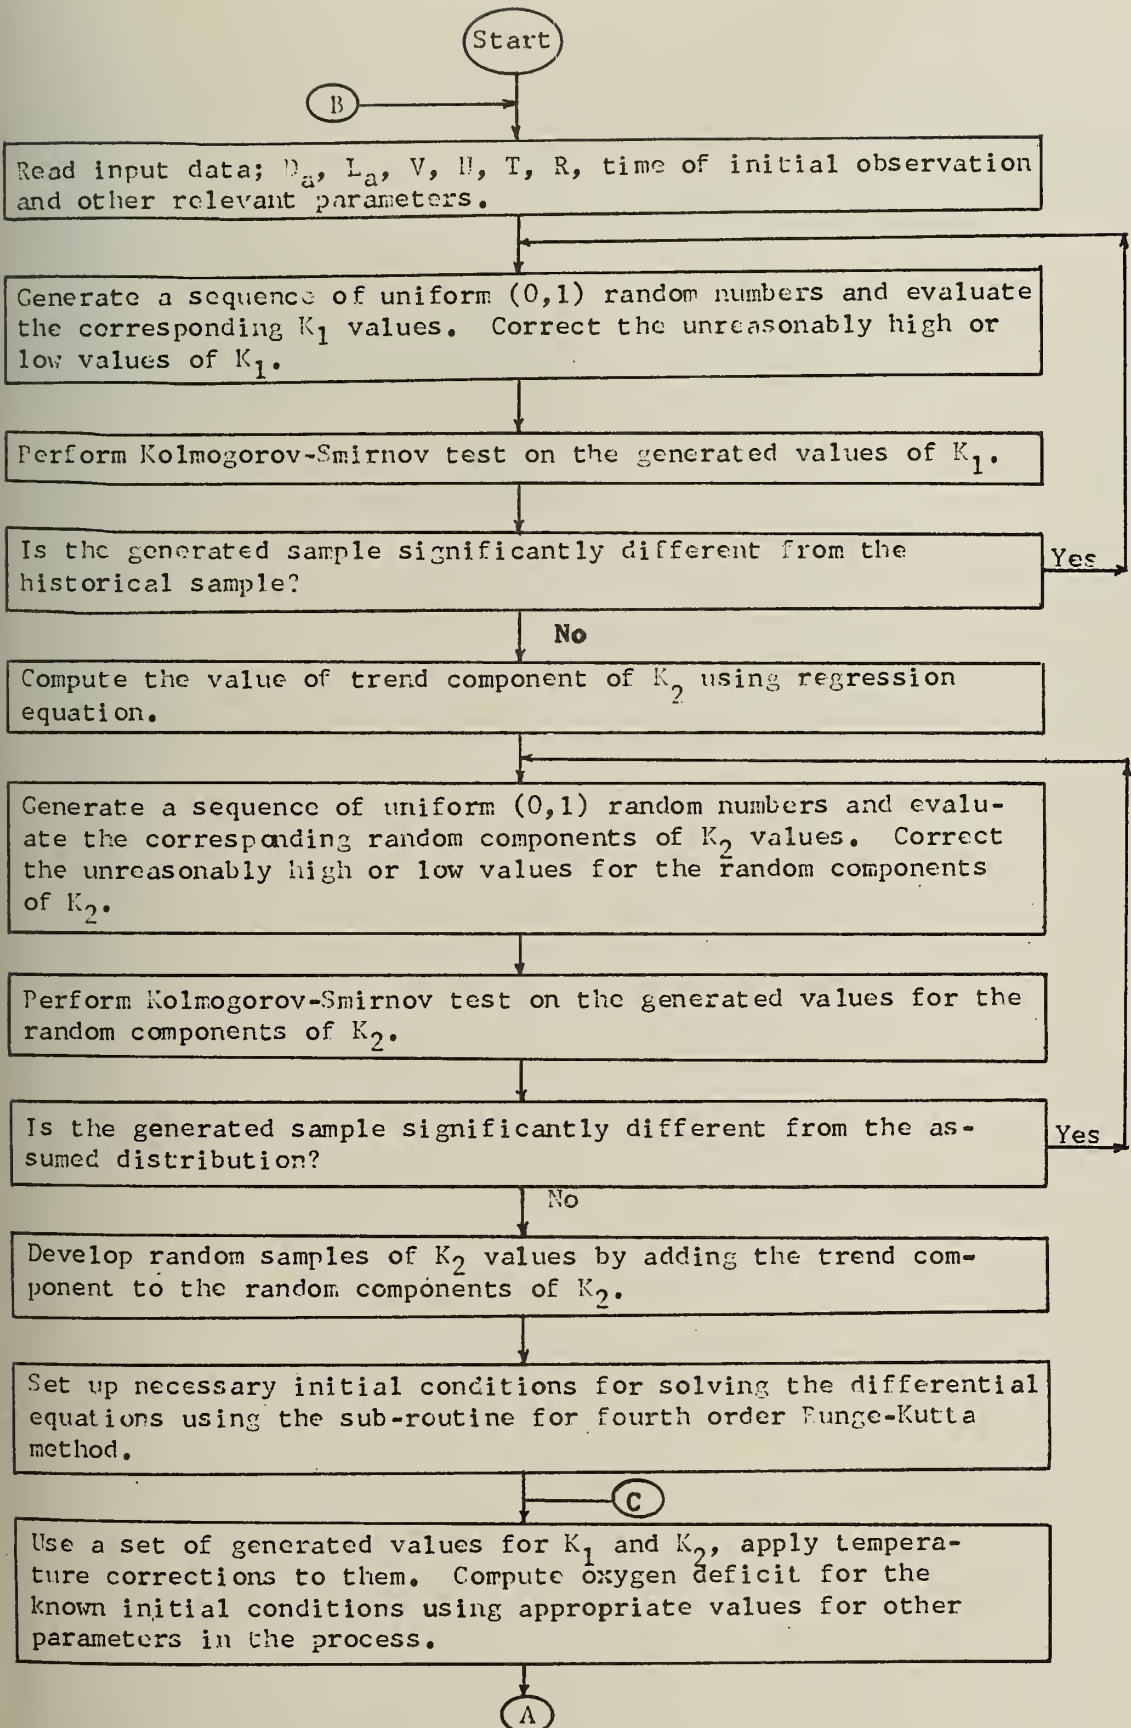 Start
B
Read input data; Da, La, V, H, T, R, time of initial observation
and other relevant parameters.
Generate a sequence of uniform (0,1) random numbers and evaluate
the corresponding K1 values. Correct the unreasonably high or
low values of K1.
Perform Kolmogorov-Smirnov test on the generated values of K1.
Is the generated sample significantly different from the
historical sample?
Yes
No
Compute the value of trend component of K2 using regression
equation.
Generate a sequence of uniform (0,1) random numbers and evalu-
ate the corresponding random components of K2 values. Correct
the unreasonably high or low values for the random components
of K2.
Perform Kolmogorov-Smirnov test on the generated values for the
random components of K2.
Is the generated sample significantly different from the as-
sumed distribution?
Yes
No
Develop random samples of K2 values by adding the trend com-
ponent to the random components of K2.
Set up necessary initial conditions for solving the differential
equations using the sub-routine for fourth order Runge-Kutta
method.
C
Use a set of generated values for K1 and K2, apply tempera-
ture corrections to them. Compute oxygen deficit for the
known initial conditions using appropriate values for other
parameters in the process.
A